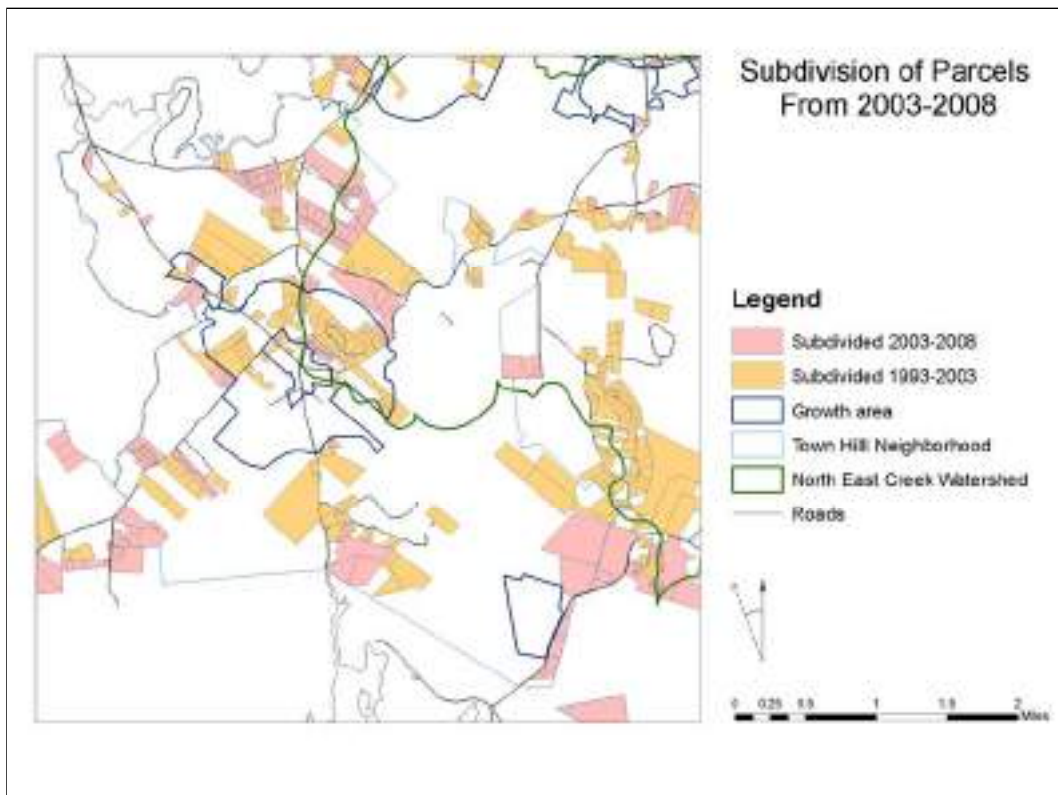 Subdivision of Parcels
From 2003-2008
Legend
Subdivided 2003-2008
Subdivided 1993-2003
Growth area
Town Hill Neighborhood
North East Creek Watershed
Roads
0 0.25 0.5 1 1.5 2
Miles